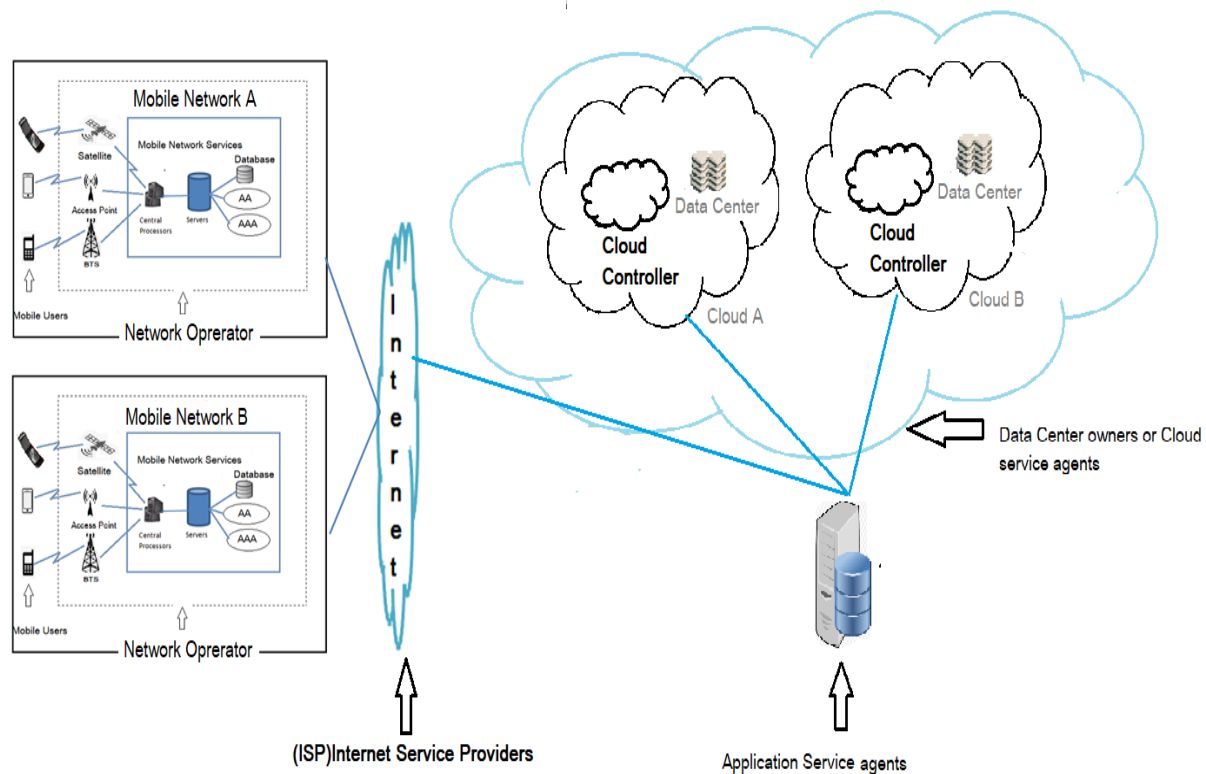 Mobile Network A
Mobile Network Services
Satellite
Database
AA
AAA
Access Point
Central
Processors
Servers
BTS
Mobile Users
Network Oprerator
Mobile Network B
Mobile Network Services
Satellite
Database
AA
AAA
Access Point
Central
Processors
Servers
BTS
Mobile Users
Network Oprerator
I
n
t
e
r
n
e
t
(ISP)Internet Service Providers
Data Center
Cloud
Controller
Cloud A
Data Center
Cloud
Controller
Cloud B
Data Center owners or Cloud
service agents
Application Service agents